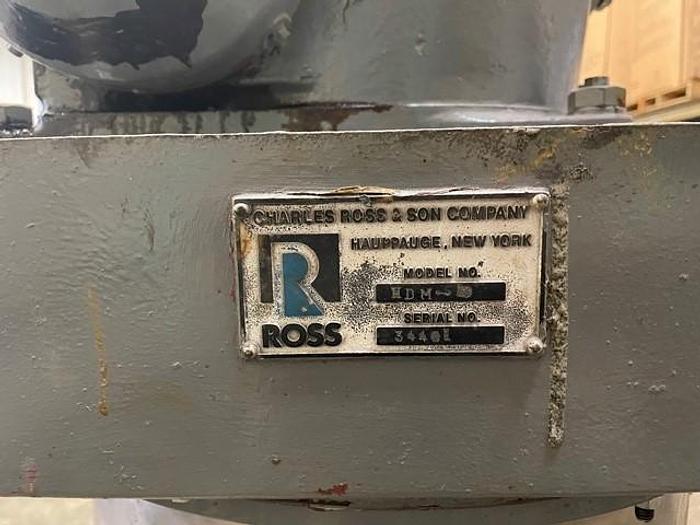 CHARLES ROSS & SON COMPANY
HAUPPAUGE, NEW YORK
R
ROSS
MODEL NO.
SERIAL NO.